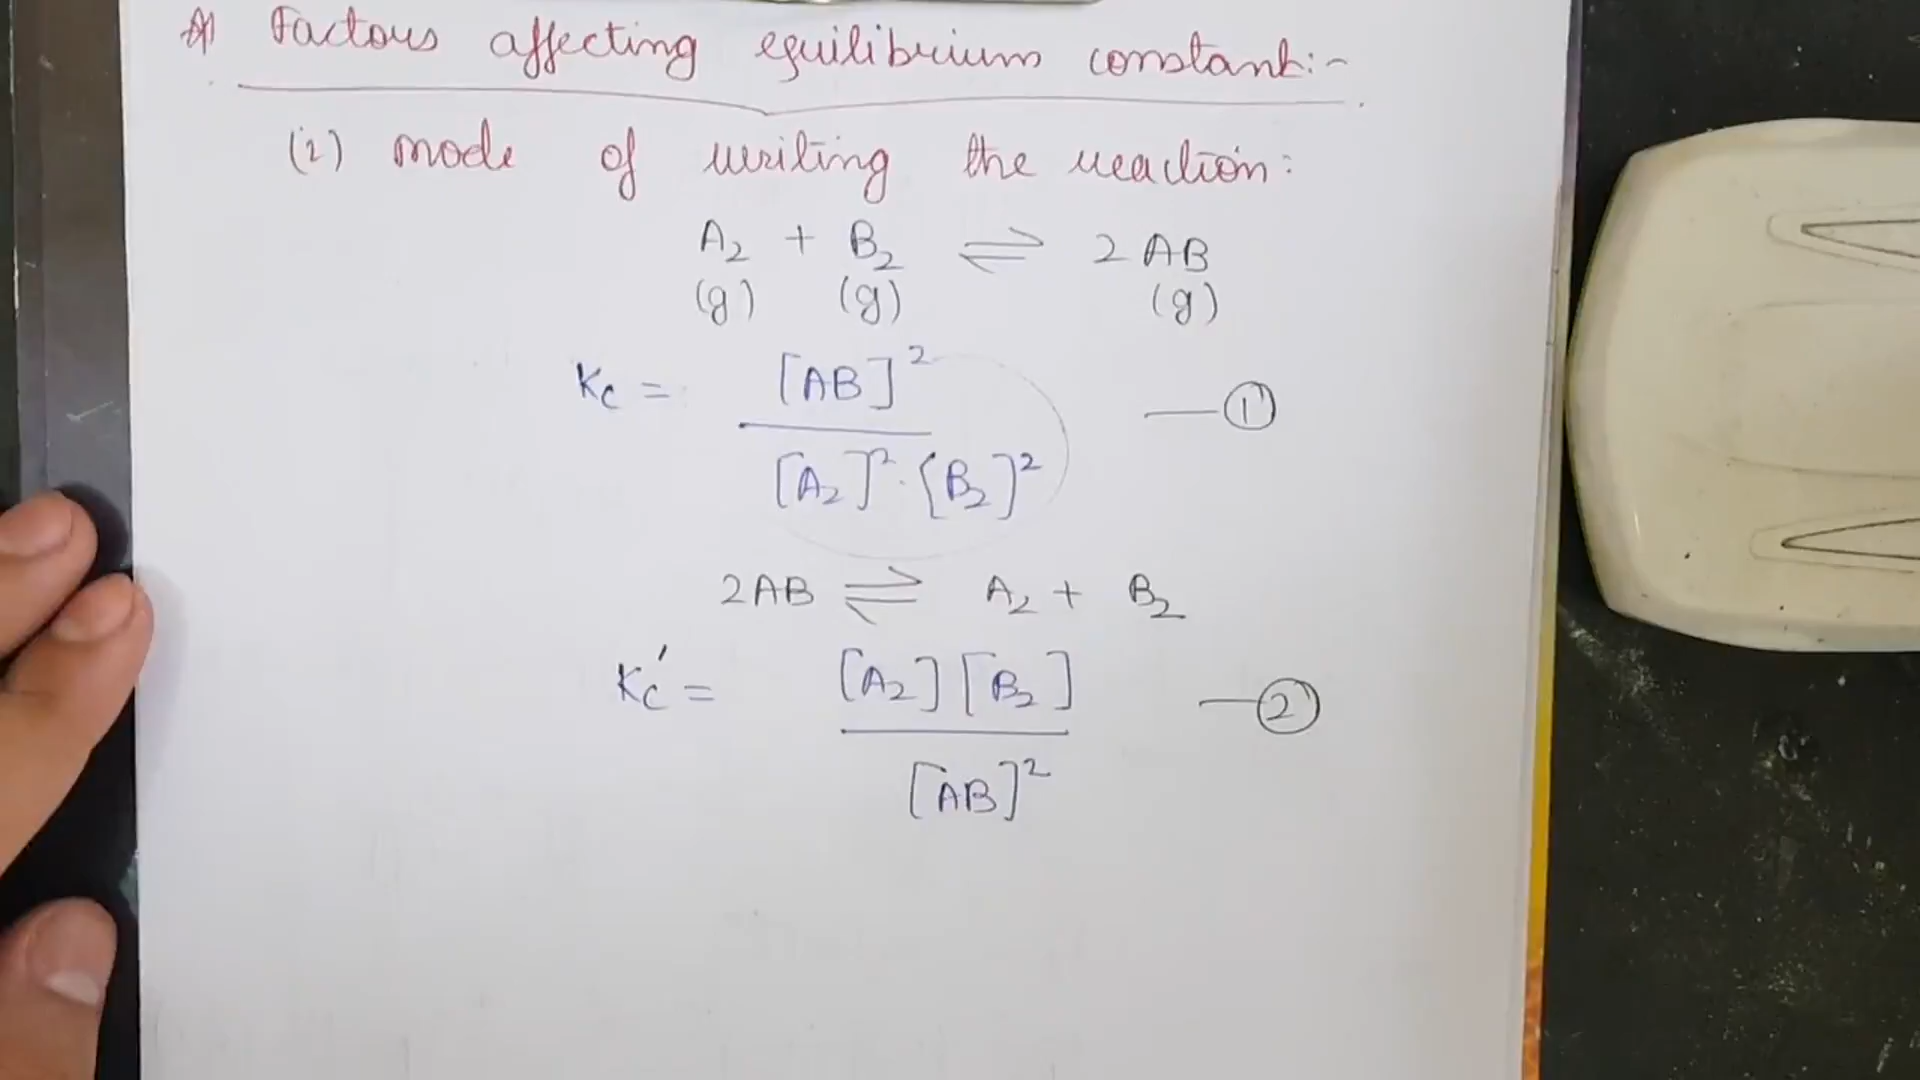 Factors affecting equilibrium constant:-
(i) mode of writing the reaction:
A₂ + B₂ ⇌ 2AB
(g) (g) (g)
Kc = [AB]² / [A₂]² · [B₂]² —①
2AB ⇌ A₂ + B₂
Kc' = [A₂] [B₂] / [AB]² —②